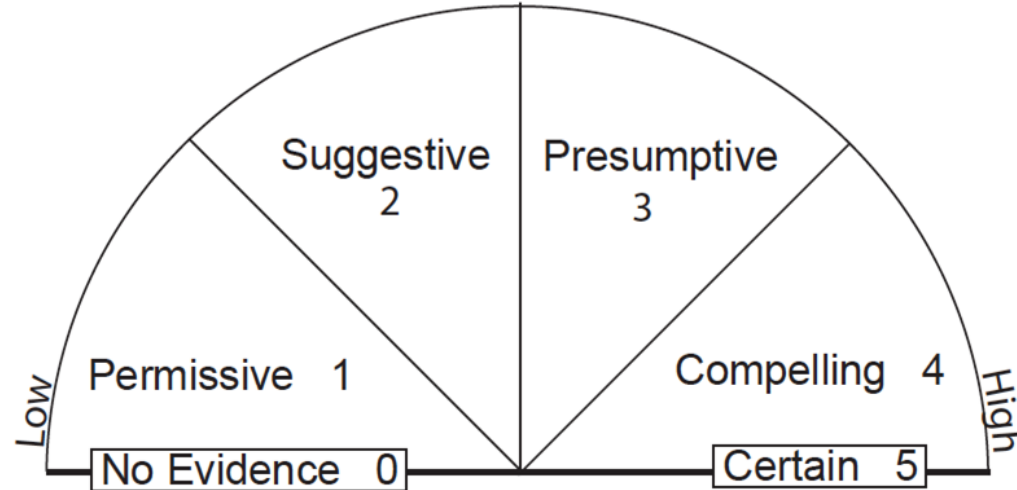 Suggestive
2
Presumptive
3
Permissive 1
Compelling 4
Low
High
No Evidence 0
Certain 5